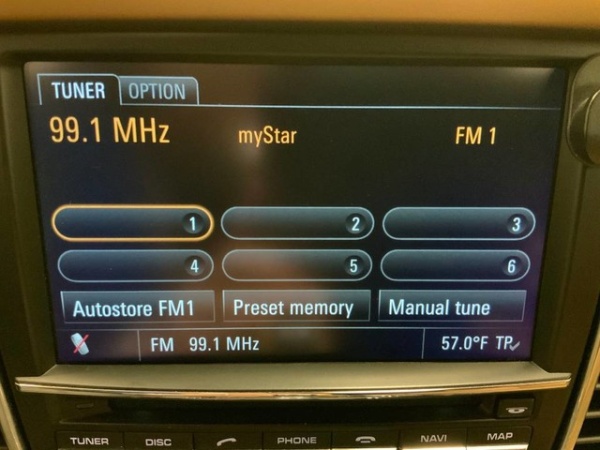 TUNER OPTION
99.1 MHz myStar FM 1
1 2 3
4 5 6
Autostore FM1 Preset memory Manual tune
FM 99.1 MHz 57.0°F TP
TUNER DISC PHONE NAVI MAP